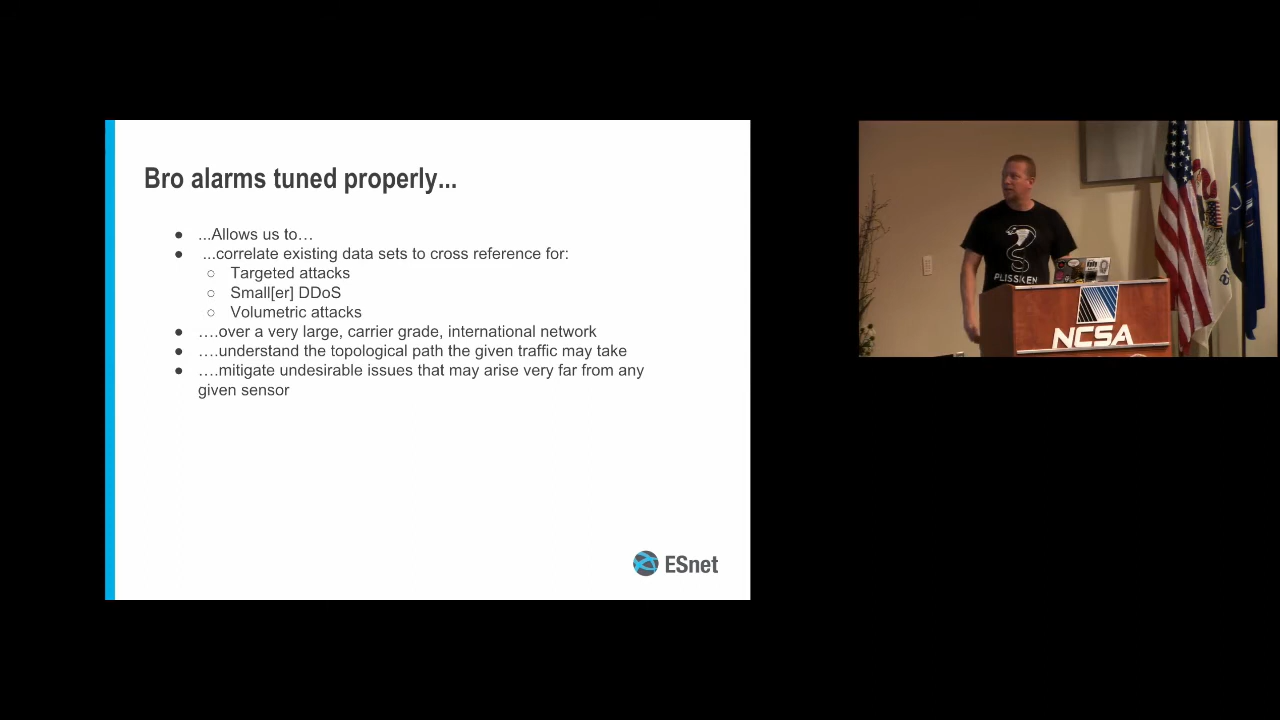 Bro alarms tuned properly...
● ...Allows us to…
● ...correlate existing data sets to cross reference for:
○ Targeted attacks
○ Small[er] DDoS
○ Volumetric attacks
● ….over a very large, carrier grade, international network
● ….understand the topological path the given traffic may take
● ….mitigate undesirable issues that may arise very far from any
given sensor
ESnet
PLISSKEN
NCSA